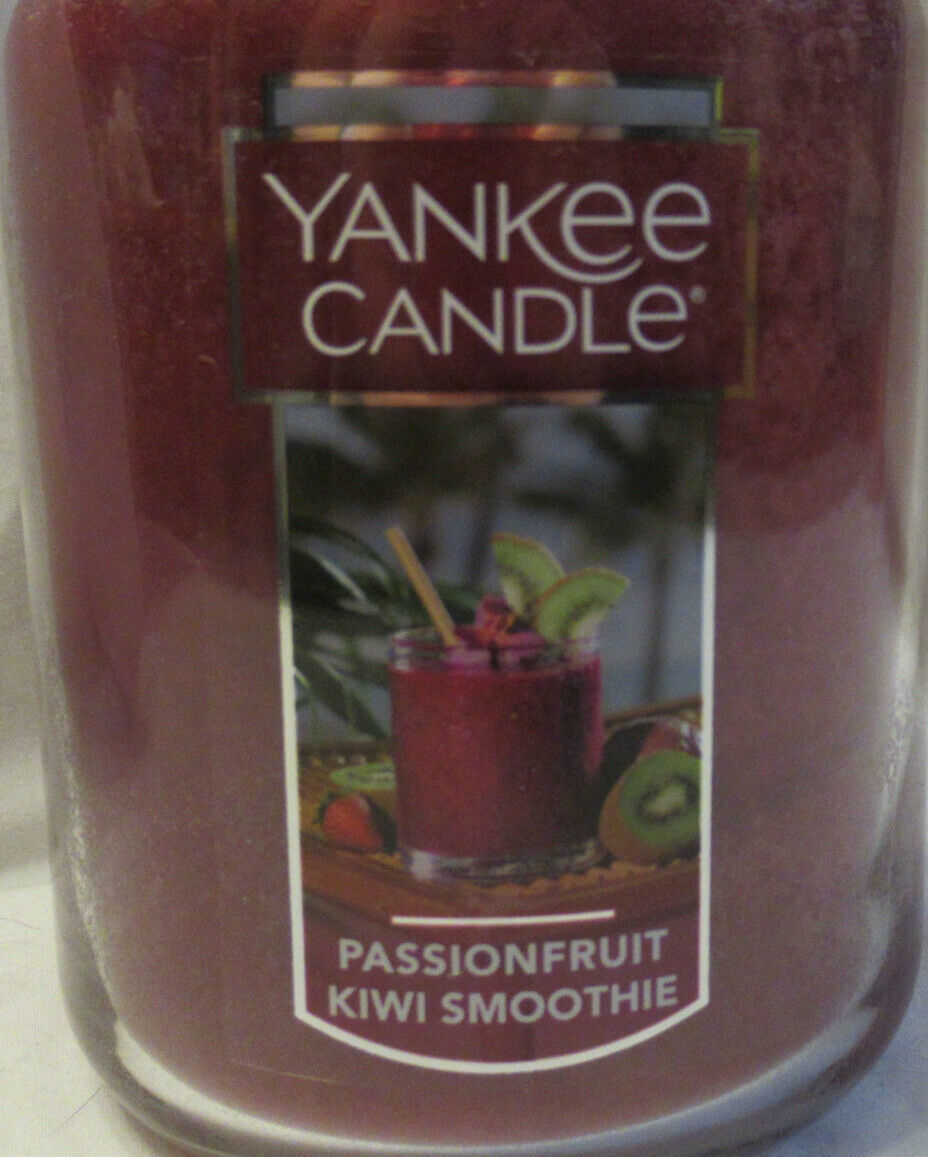 YANKee
CANDLe®
PASSIONFRUIT
KIWI SMOOTHIE